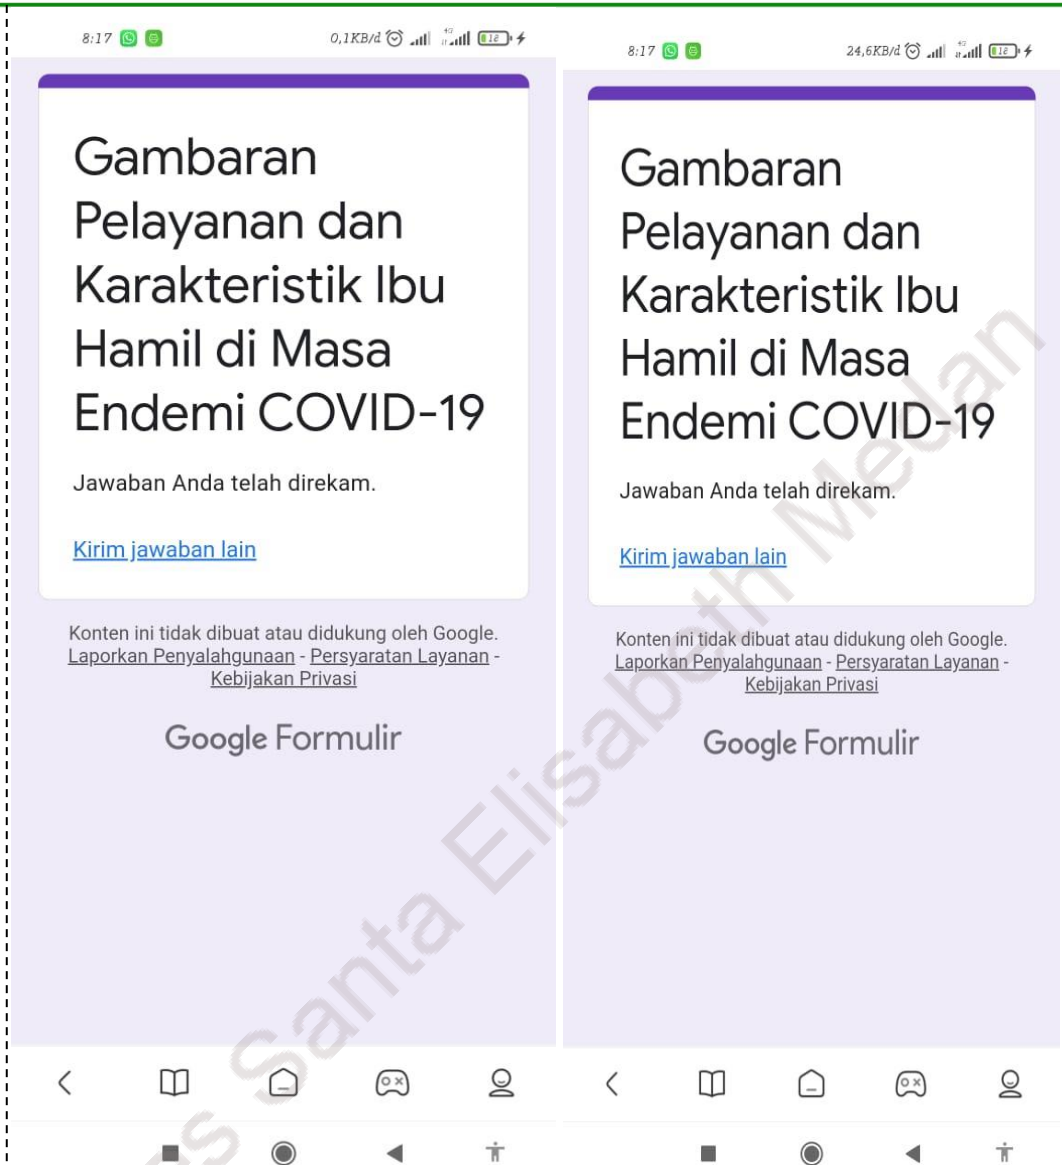 8:17
0,1KB/d
Gambaran
Pelayanan dan
Karakteristik Ibu
Hamil di Masa
Endemi COVID-19
Jawaban Anda telah direkam.
Kirim jawaban lain
Konten ini tidak dibuat atau didukung oleh Google.
Laporkan Penyalahgunaan - Persyaratan Layanan -
Kebijakan Privasi
Google Formulir
8:17
24,6KB/d
Gambaran
Pelayanan dan
Karakteristik Ibu
Hamil di Masa
Endemi COVID-19
Jawaban Anda telah direkam.
Kirim jawaban lain
Konten ini tidak dibuat atau didukung oleh Google.
Laporkan Penyalahgunaan - Persyaratan Layanan -
Kebijakan Privasi
Google Formulir
Santa Elisabeth Medan